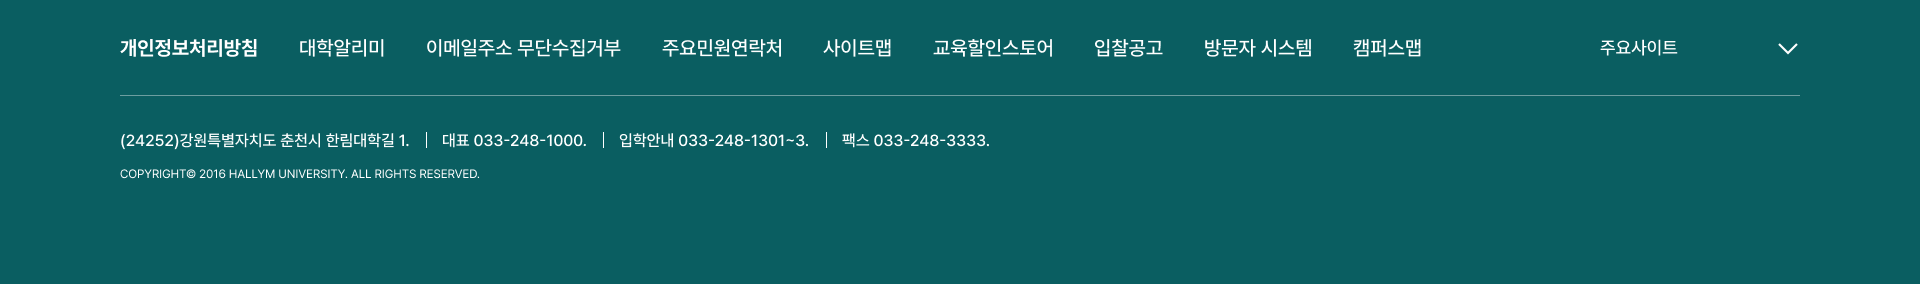 개인정보처리방침 대학알리미 이메일주소 무단수집거부 주요민원연락처 사이트맵 교육할인스토어 입찰공고 방문자 시스템 캠퍼스맵 주요사이트
(24252)강원특별자치도 춘천시 한림대학길 1. 대표 033-248-1000. 입학안내 033-248-1301~3. 팩스 033-248-3333.
COPYRIGHT© 2016 HALLYM UNIVERSITY. ALL RIGHTS RESERVED.